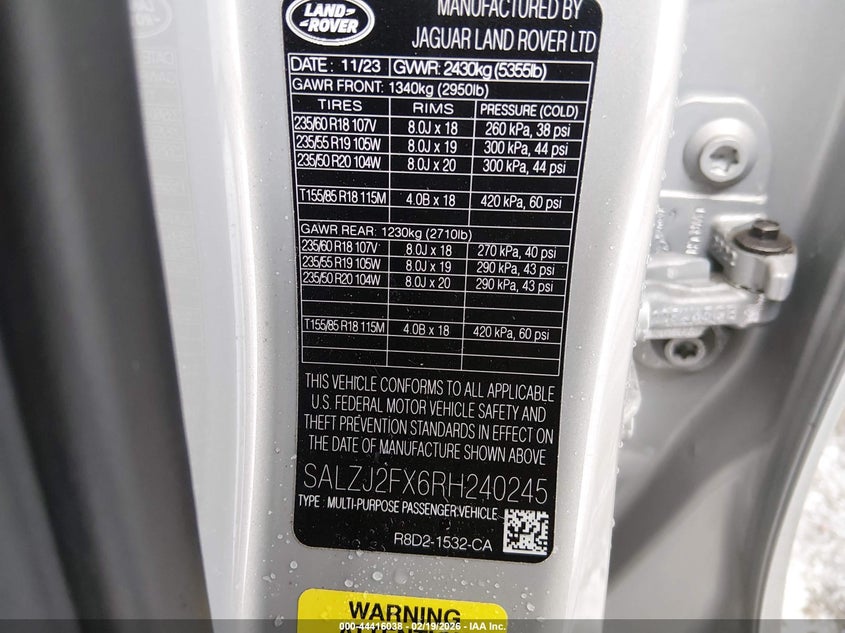 LAND
ROVER
MANUFACTURED BY
JAGUAR LAND ROVER LTD
DATE : 11/23 GVWR: 2430kg (5355lb)
GAWR FRONT: 1340kg (2950lb)
TIRES RIMS PRESSURE (COLD)
235/60 R18 107V 8.0J x 18 260 kPa, 38 psi
235/55 R19 105W 8.0J x 19 300 kPa, 44 psi
235/50 R20 104W 8.0J x 20 300 kPa, 44 psi
T155/85 R18 115M 4.0B x 18 420 kPa, 60 psi
GAWR REAR: 1230kg (2710lb)
235/60 R18 107V 8.0J x 18 270 kPa, 40 psi
235/55 R19 105W 8.0J x 19 290 kPa, 43 psi
235/50 R20 104W 8.0J x 20 290 kPa, 43 psi
T155/85 R18 115M 4.0B x 18 420 kPa, 60 psi
THIS VEHICLE CONFORMS TO ALL APPLICABLE
U.S. FEDERAL MOTOR VEHICLE SAFETY AND
THEFT PREVENTION STANDARDS IN EFFECT ON
THE DATE OF MANUFACTURE SHOWN ABOVE
SALZJ2FX6RH240245
TYPE : MULTI-PURPOSE PASSENGER VEHICLE
R8D2-1532-CA
WARNING
000-44416038 - 02/19/2026 - IAA Inc.